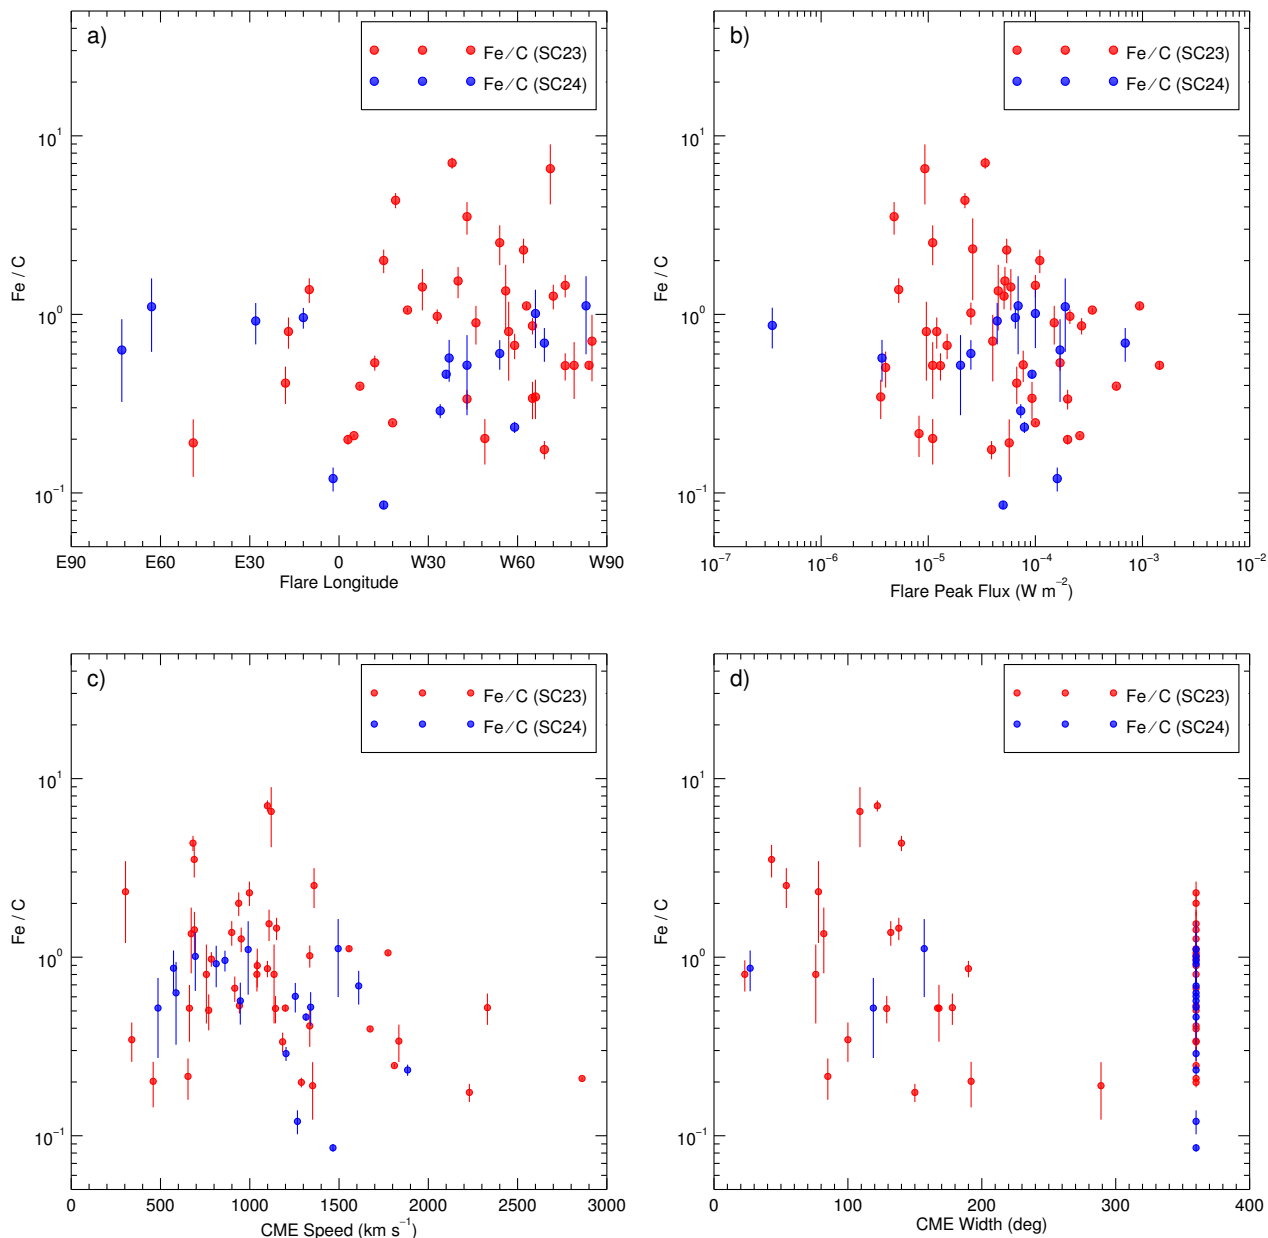 a)
Fe ∕ C (SC23)
Fe ∕ C (SC24)
10¹
10⁰
10⁻¹
Fe / C
E90 E60 E30 0 W30 W60 W90
Flare Longitude
b)
Fe ∕ C (SC23)
Fe ∕ C (SC24)
10¹
10⁰
10⁻¹
Fe / C
10⁻⁷ 10⁻⁶ 10⁻⁵ 10⁻⁴ 10⁻³ 10⁻²
Flare Peak Flux (W m⁻²)
c)
Fe ∕ C (SC23)
Fe ∕ C (SC24)
10¹
10⁰
10⁻¹
Fe / C
0 500 1000 1500 2000 2500 3000
CME Speed (km s⁻¹)
d)
Fe ∕ C (SC23)
Fe ∕ C (SC24)
10¹
10⁰
10⁻¹
Fe / C
0 100 200 300 400
CME Width (deg)